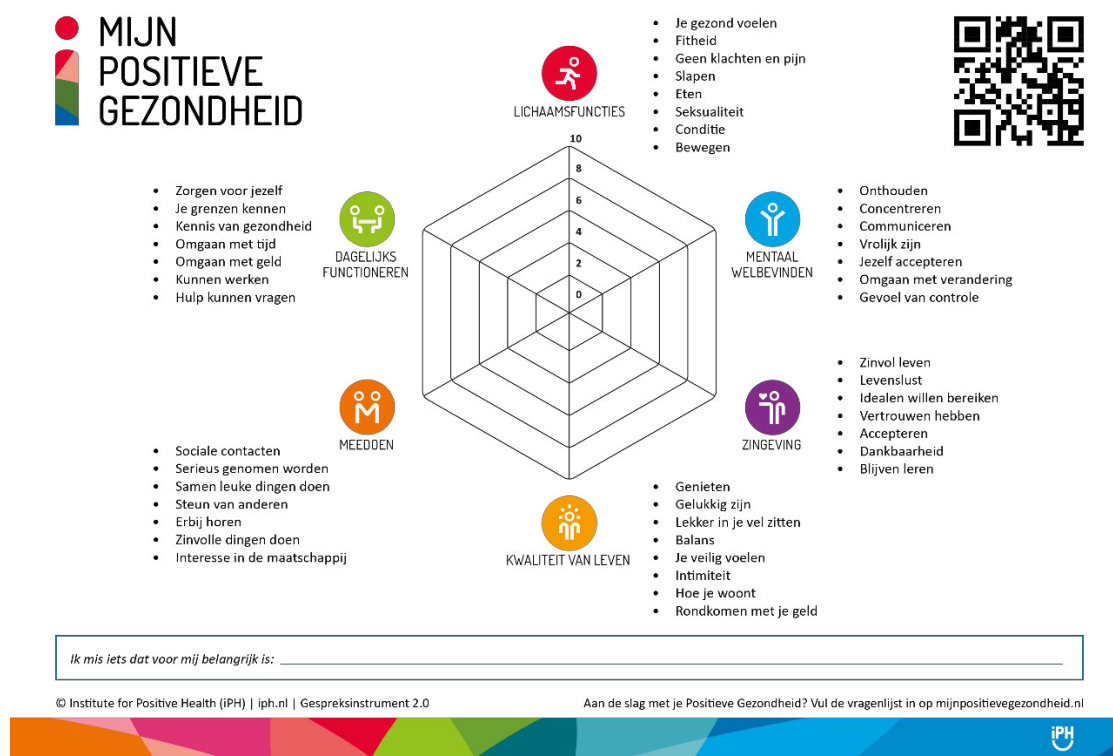 MIJN
POSITIEVE
GEZONDHEID
LICHAAMSFUNCTIES
• Je gezond voelen
• Fitheid
• Geen klachten en pijn
• Slapen
• Eten
• Seksualiteit
• Conditie
• Bewegen
10
8
6
4
2
0
MENTAAL
WELBEVINDEN
• Onthouden
• Concentreren
• Communiceren
• Vrolijk zijn
• Jezelf accepteren
• Omgaan met verandering
• Gevoel van controle
ZINGEVING
• Zinvol leven
• Levenslust
• Idealen willen bereiken
• Vertrouwen hebben
• Accepteren
• Dankbaarheid
• Blijven leren
KWALITEIT VAN LEVEN
• Genieten
• Gelukkig zijn
• Lekker in je vel zitten
• Balans
• Je veilig voelen
• Intimiteit
• Hoe je woont
• Rondkomen met je geld
MEEDOEN
• Sociale contacten
• Serieus genomen worden
• Samen leuke dingen doen
• Steun van anderen
• Erbij horen
• Zinvolle dingen doen
• Interesse in de maatschappij
DAGELIJKS
FUNCTIONEREN
• Zorgen voor jezelf
• Je grenzen kennen
• Kennis van gezondheid
• Omgaan met tijd
• Omgaan met geld
• Kunnen werken
• Hulp kunnen vragen
Ik mis iets dat voor mij belangrijk is:
© Institute for Positive Health (iPH) | iph.nl | Gespreksinstrument 2.0
Aan de slag met je Positieve Gezondheid? Vul de vragenlijst in op mijnpositievegezondheid.nl
iPH